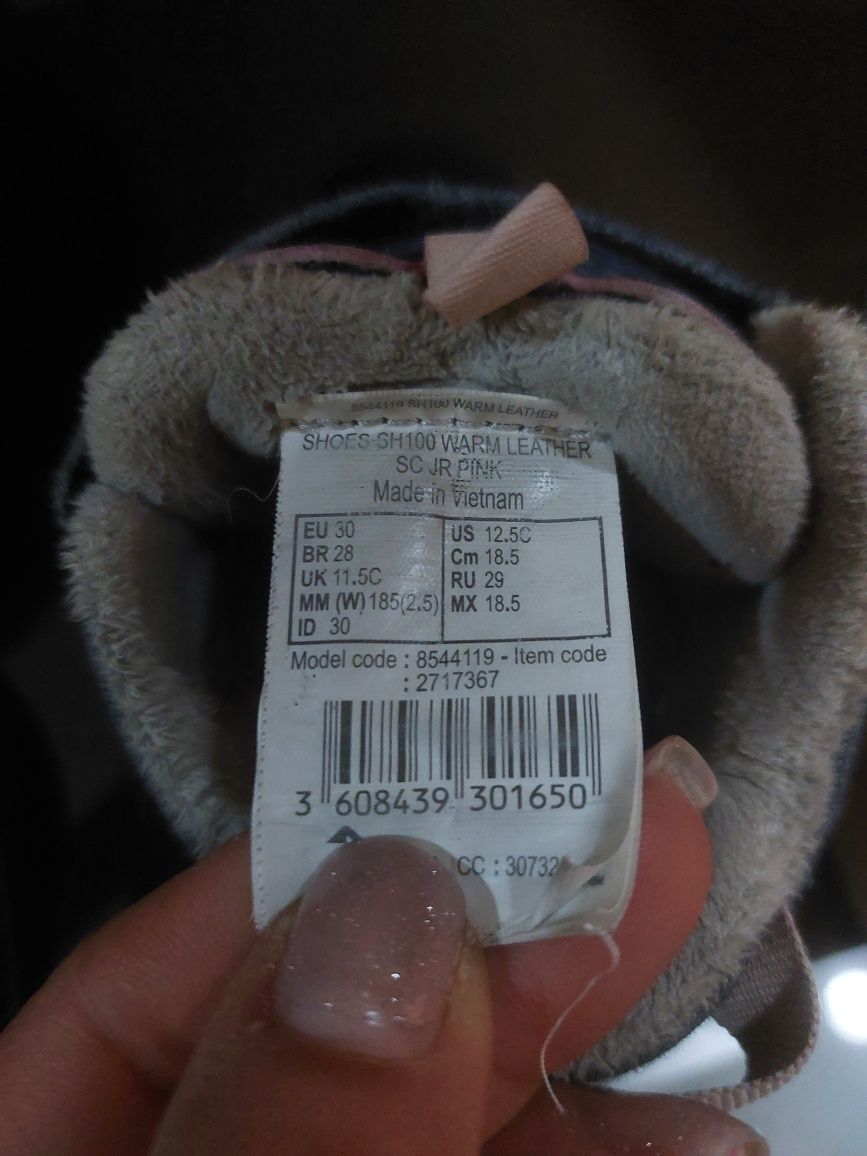 8544119 SH100 WARM LEATHER
SHOES SH100 WARM LEATHER
SC JR PINK
Made in Vietnam
EU 30 US 12.5C
BR 28 Cm 18.5
UK 11.5C RU 29
MM (W) 185(2.5) MX 18.5
ID 30
Model code : 8544119 - Item code
: 2717367
3 608439 301650
CC : 3073